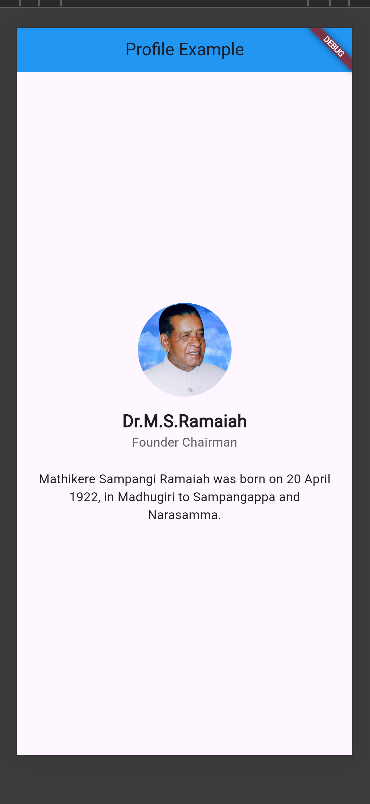 Profile Example
DEBUG
Dr.M.S.Ramaiah
Founder Chairman
Mathikere Sampangi Ramaiah was born on 20 April
1922, in Madhugiri to Sampangappa and
Narasamma.